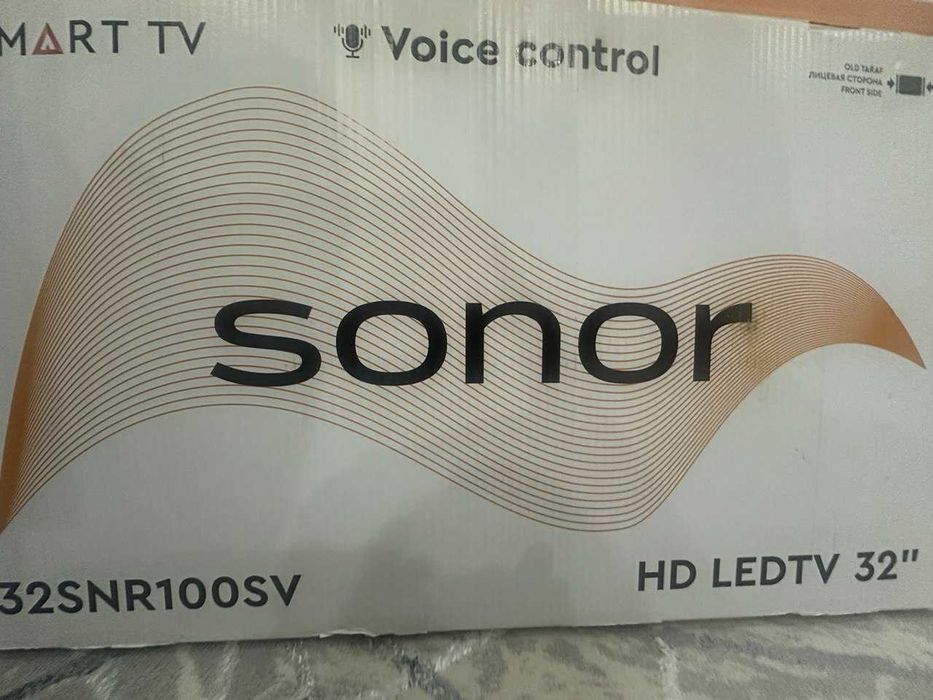 MART TV
Voice control
OLD TARAF
ЛИЦЕВАЯ СТОРОНА
FRONT SIDE
sonor
32SNR100SV
HD LEDTV 32"